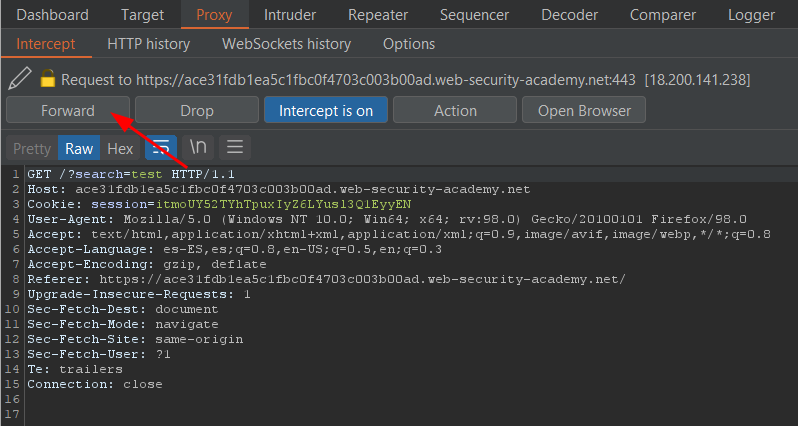 Dashboard Target Proxy Intruder Repeater Sequencer Decoder Comparer Logger
Intercept HTTP history WebSockets history Options
Request to https://ace31fdb1ea5c1fbc0f4703c003b00ad.web-security-academy.net:443 [18.200.141.238]
Forward Drop Intercept is on Action Open Browser
Pretty Raw Hex \n
1 GET /?search=test HTTP/1.1
2 Host: ace31fdb1ea5c1fbc0f4703c003b00ad.web-security-academy.net
3 Cookie: session=itmoUY52TYhTpuxIyZ6LYusl3Q1EyyEN
4 User-Agent: Mozilla/5.0 (Windows NT 10.0; Win64; x64; rv:98.0) Gecko/20100101 Firefox/98.0
5 Accept: text/html,application/xhtml+xml,application/xml;q=0.9,image/avif,image/webp,*/*;q=0.8
6 Accept-Language: es-ES,es;q=0.8,en-US;q=0.5,en;q=0.3
7 Accept-Encoding: gzip, deflate
8 Referer: https://ace31fdb1ea5c1fbc0f4703c003b00ad.web-security-academy.net/
9 Upgrade-Insecure-Requests: 1
10 Sec-Fetch-Dest: document
11 Sec-Fetch-Mode: navigate
12 Sec-Fetch-Site: same-origin
13 Sec-Fetch-User: ?1
14 Te: trailers
15 Connection: close
16
17